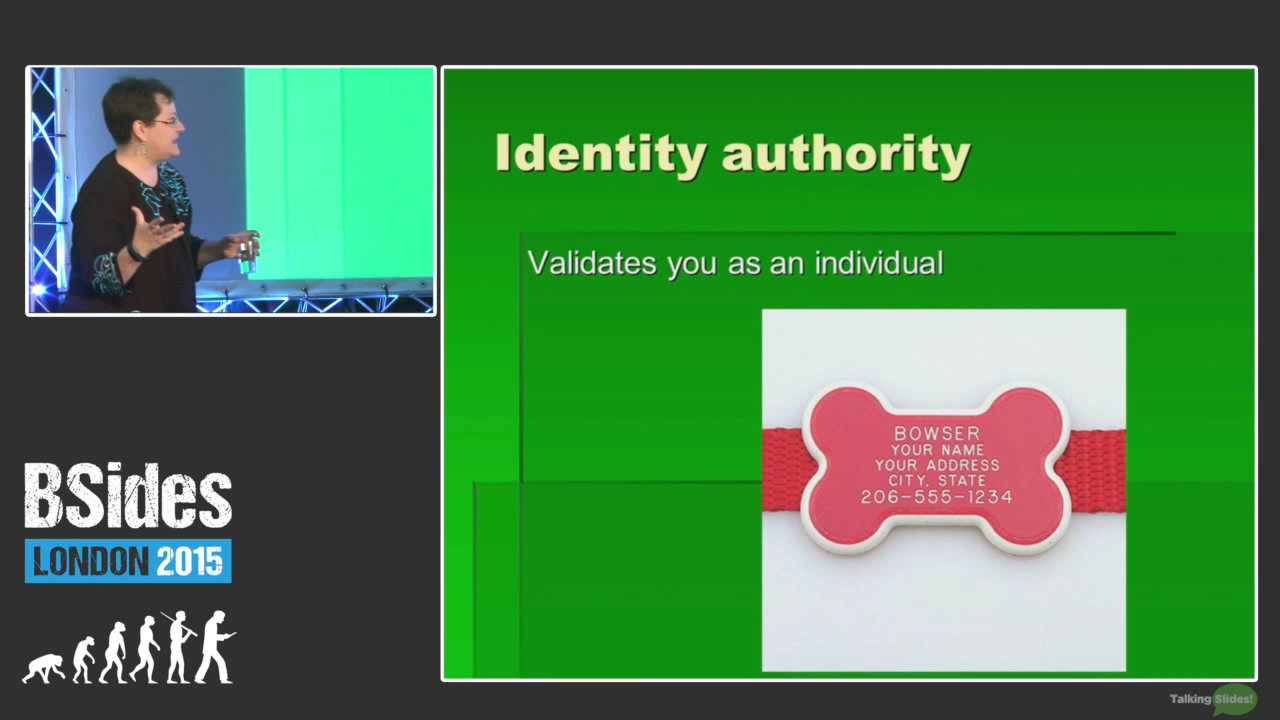 Identity authority
Validates you as an individual
BOWSER
YOUR NAME
YOUR ADDRESS
CITY, STATE
206-555-1234
BSides
LONDON 2015
Talking Slides!